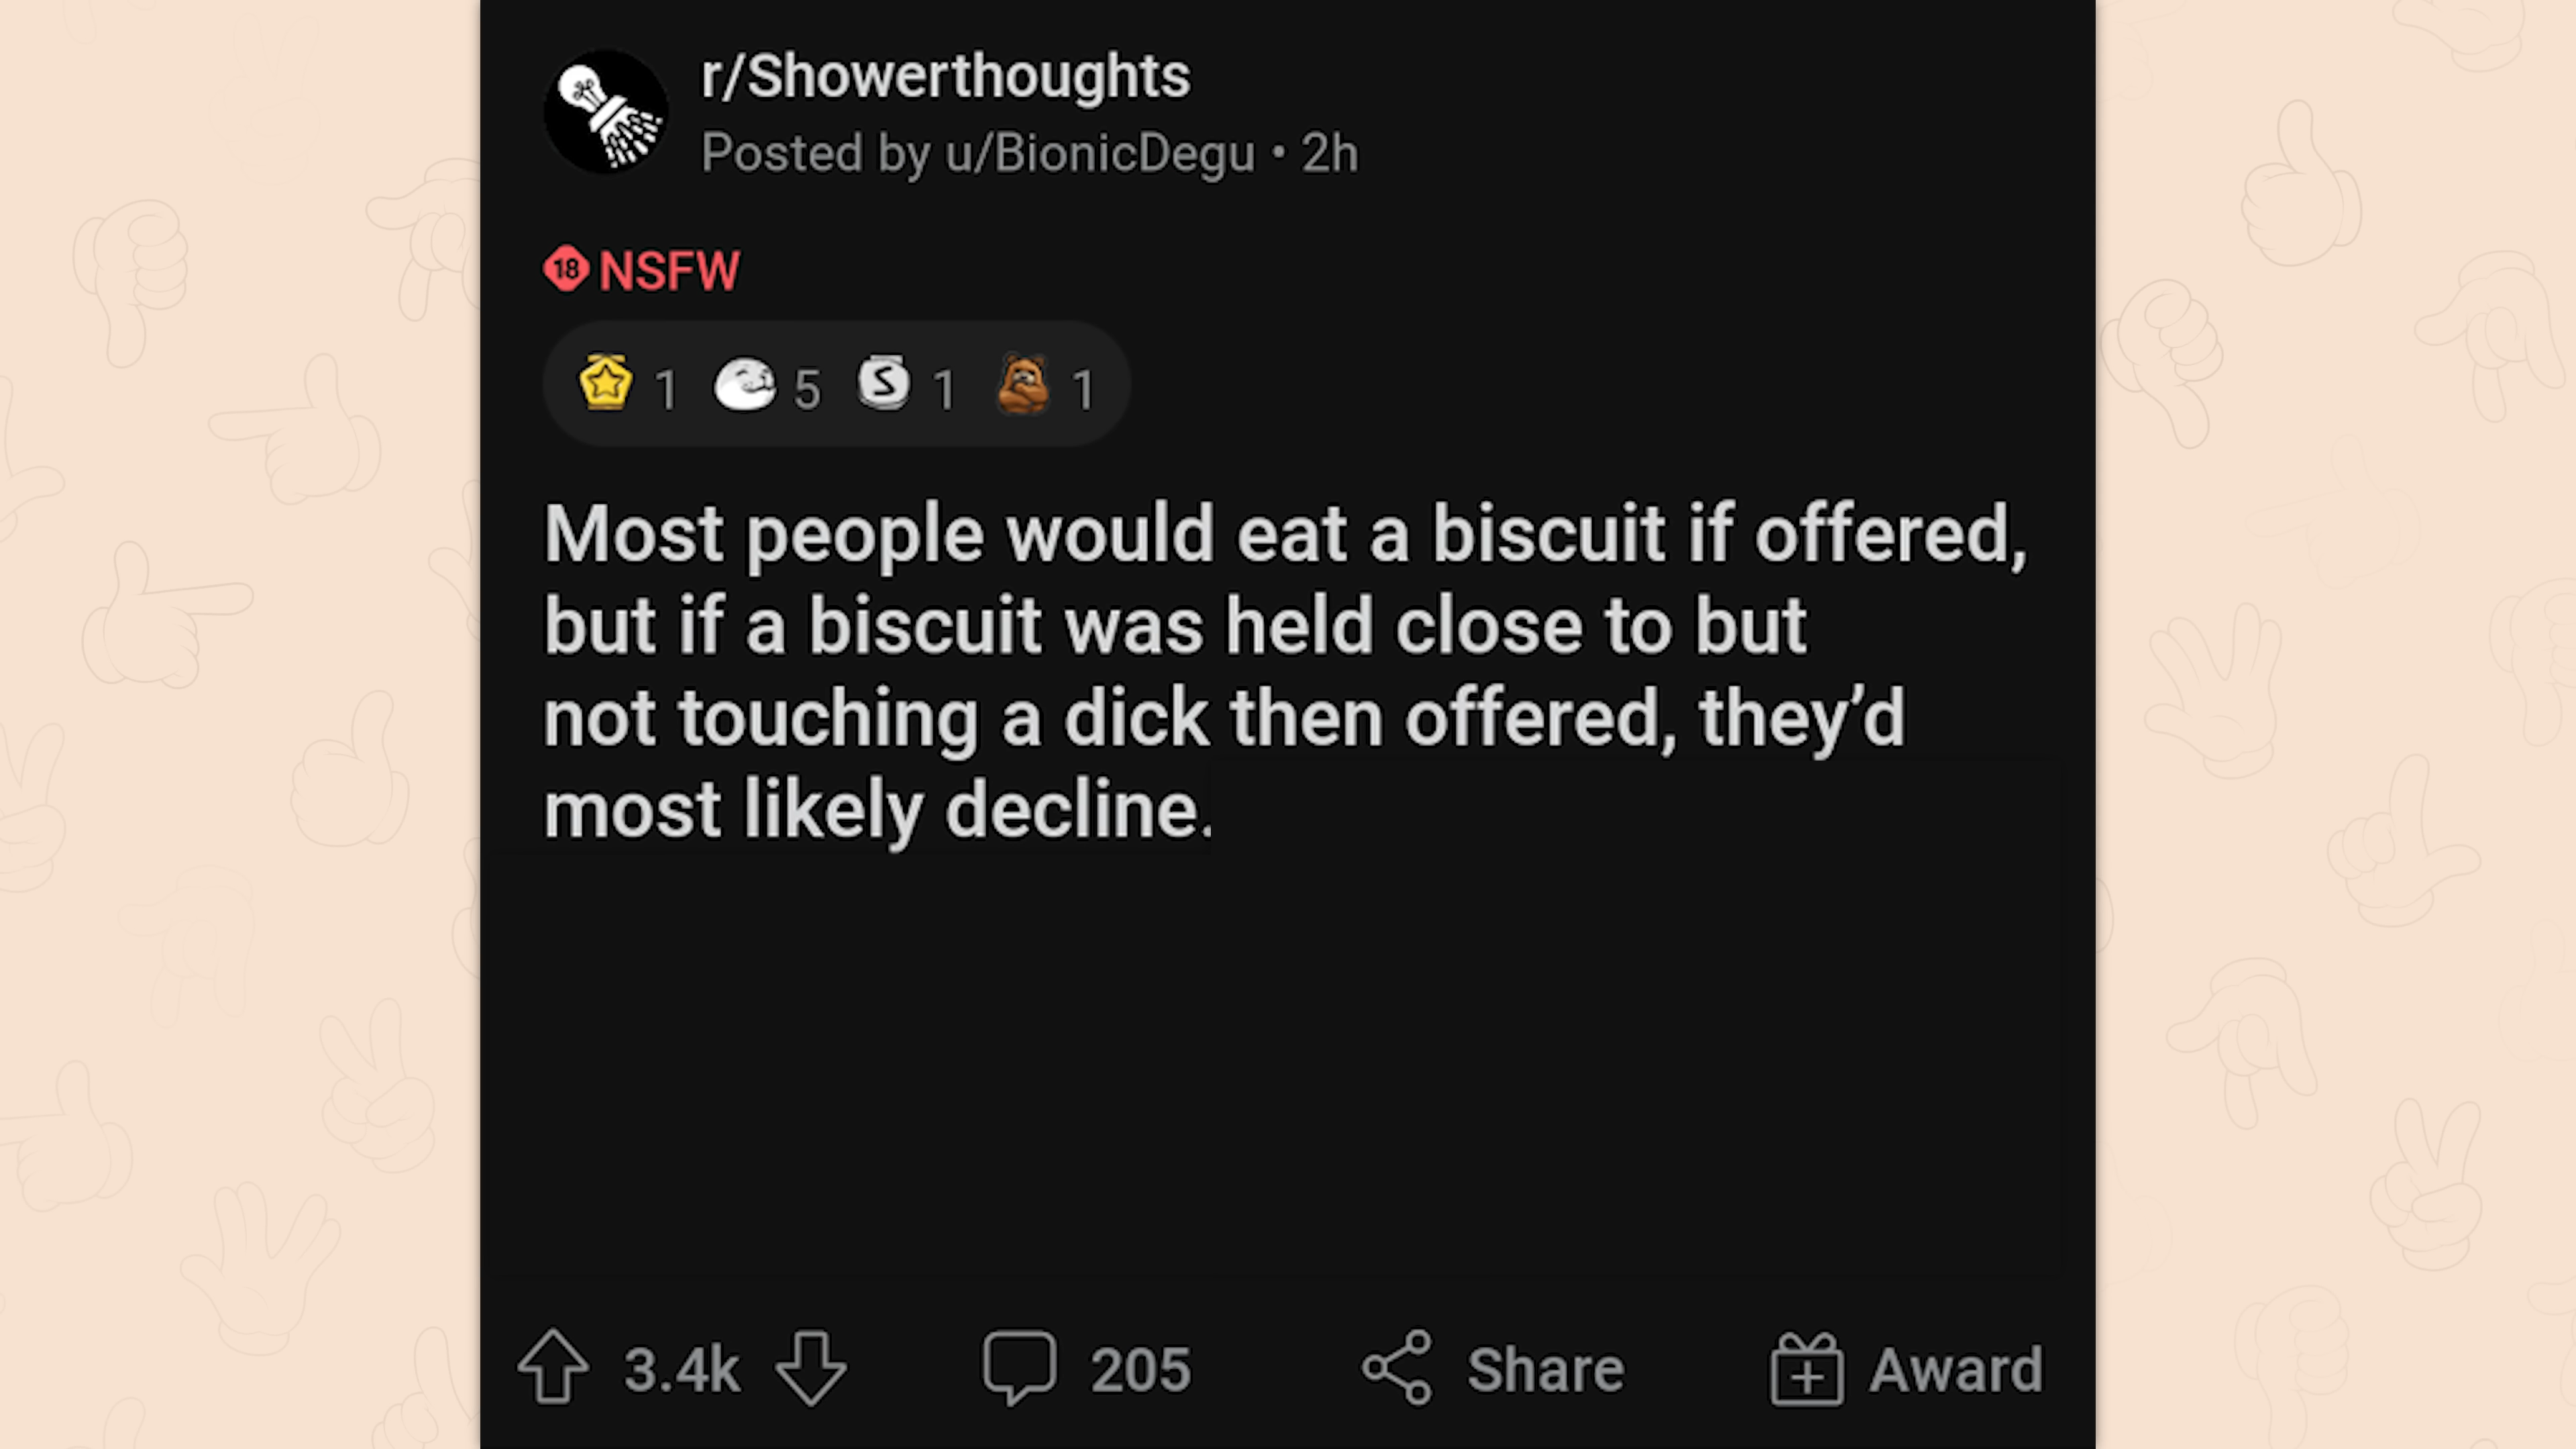 r/Showerthoughts
Posted by u/BionicDegu • 2h
18 NSFW
1 5 S 1 1
Most people would eat a biscuit if offered,
but if a biscuit was held close to but
not touching a dick then offered, they’d
most likely decline.
3.4k 205 Share Award